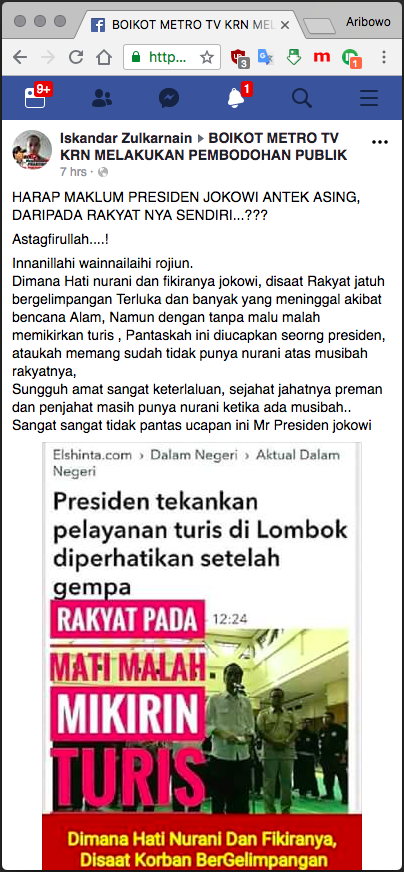 BOIKOT METRO TV KRN MEL
Aribowo
http...
3
1
m
9+
1
Iskandar Zulkarnain ▸ BOIKOT METRO TV
KRN MELAKUKAN PEMBODOHAN PUBLIK
7 hrs ·
HARAP MAKLUM PRESIDEN JOKOWI ANTEK ASING,
DARIPADA RAKYAT NYA SENDIRI...???
Astagfirullah....!
Innanillahi wainnailaihi rojiun.
Dimana Hati nurani dan fikiranya jokowi, disaat Rakyat jatuh
bergelimpangan Terluka dan banyak yang meninggal akibat
bencana Alam, Namun dengan tanpa malu malah
memikirkan turis , Pantaskah ini diucapkan seorng presiden,
ataukah memang sudah tidak punya nurani atas musibah
rakyatnya,
Sungguh amat sangat keterlaluan, sejahat jahatnya preman
dan penjahat masih punya nurani ketika ada musibah..
Sangat sangat tidak pantas ucapan ini Mr Presiden jokowi
Elshinta.com › Dalam Negeri › Aktual Dalam
Negeri
Presiden tekankan
pelayanan turis di Lombok
diperhatikan setelah
gempa
12:24
RAKYAT PADA
MATI MALAH
MIKIRIN
TURIS
Dimana Hati Nurani Dan Fikiranya,
Disaat Korban BerGelimpangan